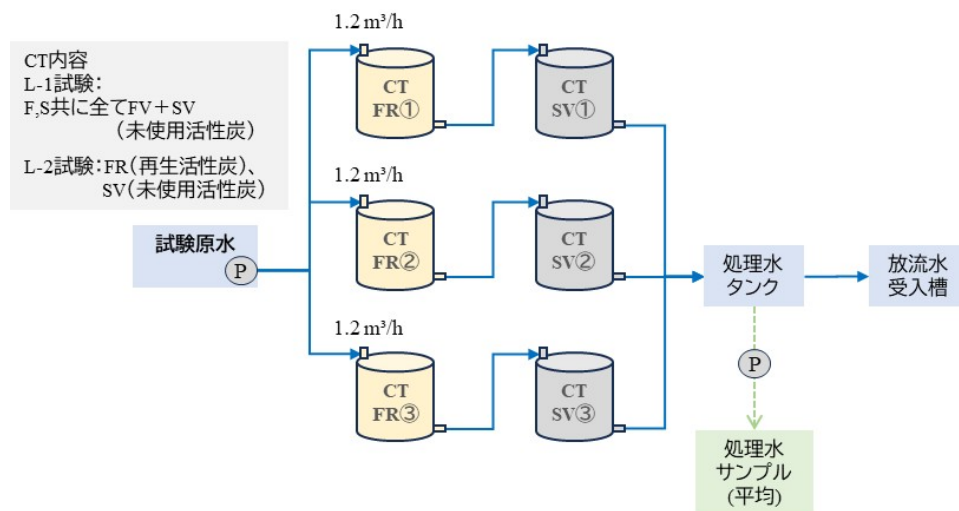 1.2 m³/h
CT内容
L-1試験：
F,S共に全てFV＋SV
（未使用活性炭）
L-2試験：FR（再生活性炭）、
SV（未使用活性炭）
CT
FR①
CT
SV①
1.2 m³/h
CT
FR②
CT
SV②
試験原水
P
処理水
タンク
放流水
受入槽
1.2 m³/h
CT
FR③
CT
SV③
P
処理水
サンプル
(平均)